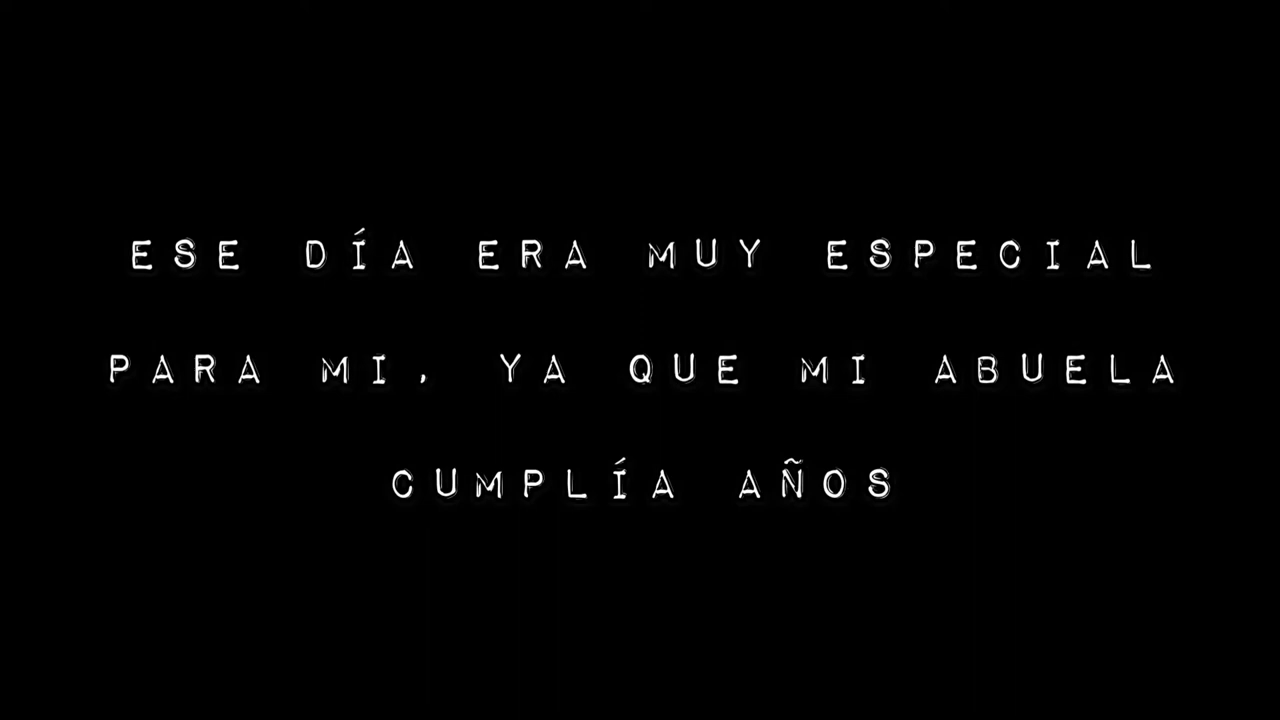 ESE DÍA ERA MUY ESPECIAL
PARA MI, YA QUE MI ABUELA
CUMPLÍA AÑOS